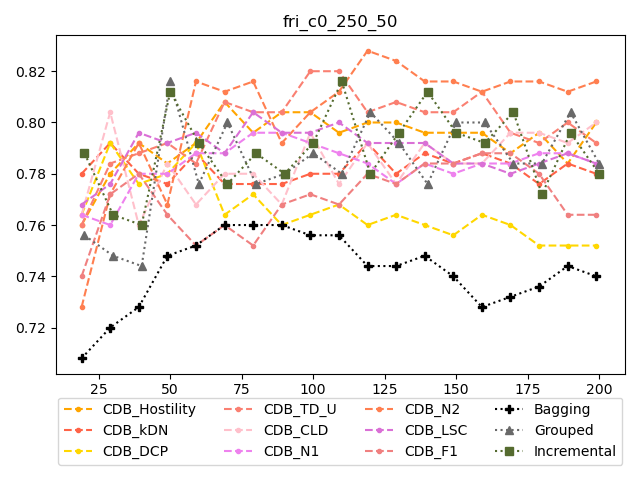 fri_c0_250_50
0.82
0.80
0.78
0.76
0.74
0.72
25 50 75 100 125 150 175 200
CDB_Hostility CDB_TD_U CDB_N2 Bagging
CDB_kDN CDB_CLD CDB_LSC Grouped
CDB_DCP CDB_N1 CDB_F1 Incremental